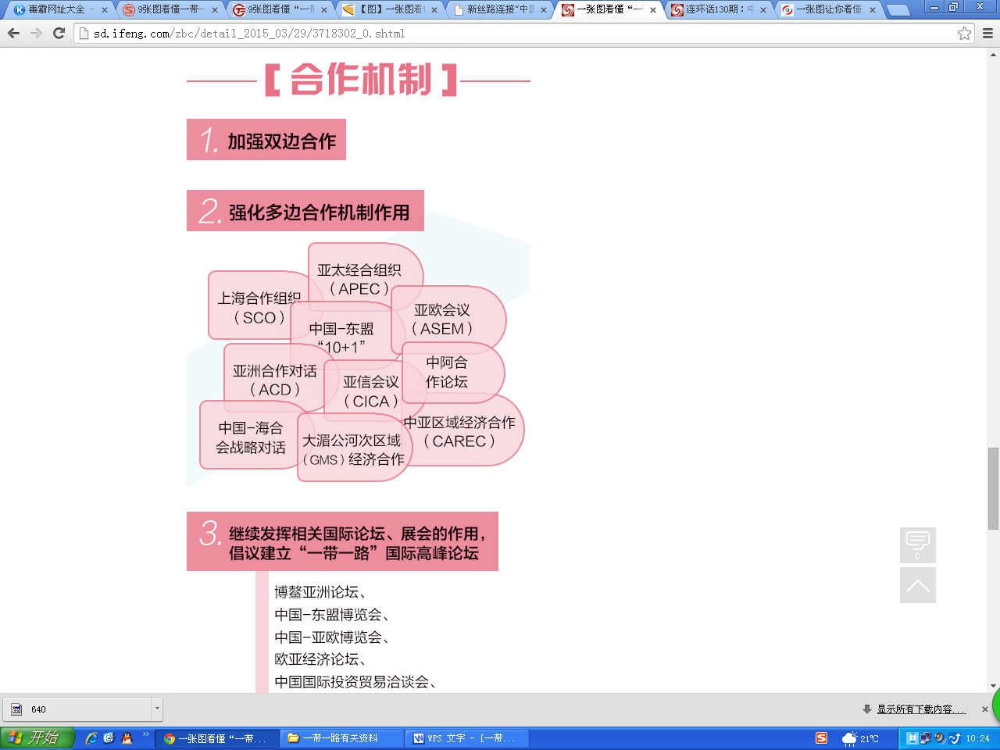 毒霸网址大全 -
9张图看懂一带一
9张图看懂“一带
【图】一张图看
新丝路连接“中
一张图看懂“一
连环话130期：
一张图让你看懂
sd.ifeng.com/zbc/detail_2015_03/29/3718302_0.shtml
[ 合作机制 ]
1. 加强双边合作
2. 强化多边合作机制作用
亚太经合组织
（APEC）
上海合作组织
（SCO）
亚欧会议
（ASEM）
中国-东盟
“10+1”
亚洲合作对话
（ACD）
亚信会议
（CICA）
中阿合
作论坛
中国-海合
会战略对话
大湄公河次区域
（GMS）经济合作
中亚区域经济合作
（CAREC）
3. 继续发挥相关国际论坛、展会的作用，
倡议建立“一带一路”国际高峰论坛
博鳌亚洲论坛、
中国-东盟博览会、
中国-亚欧博览会、
欧亚经济论坛、
中国国际投资贸易洽谈会、
0
640
显示所有下载内容...
开始
一张图看懂“一带...
一带一路有关资料
WPS 文字 - [一带...
21℃
10:24